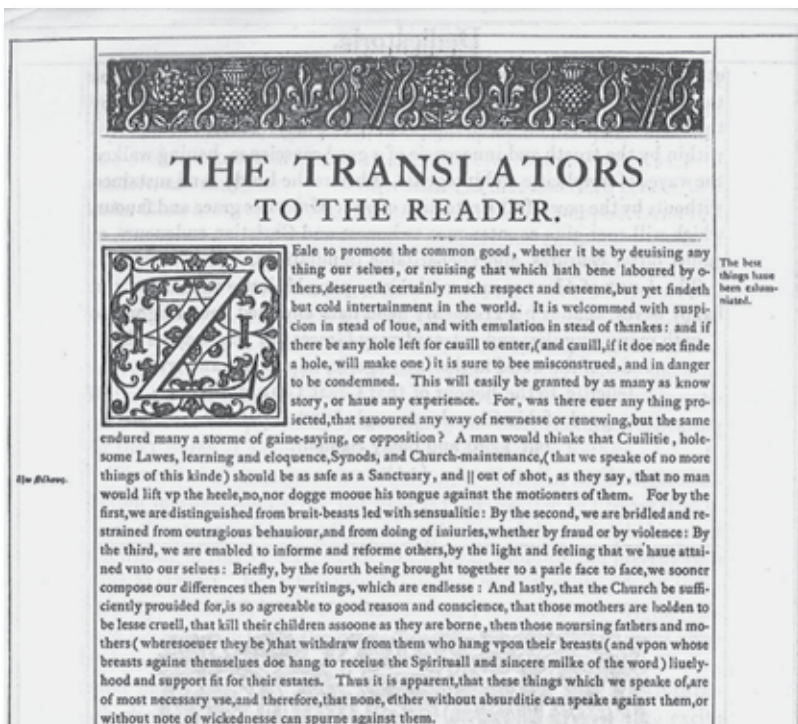 THE TRANSLATORS
TO THE READER.
Zeale to promote the common good, whether it be by deuising any
thing our selues, or reuising that which hath bene laboured by o-
thers,deserueth certainly much respect and esteeme,but yet findeth
but cold intertainment in the world. It is welcommed with suspi-
cion in stead of loue, and with emulation in stead of thankes: and if
there be any hole left for cauill to enter,(and cauill,if it doe not finde
a hole, will make one) it is sure to bee misconstrued, and in danger
to be condemned. This will easily be granted by as many as know
story, or haue any experience. For, was there euer any thing pro-
iected,that sauoured any way of newnesse or renewing,but the same
endured many a storme of gaine-saying, or opposition? A man would thinke that Ciuilitie, hole-
some Lawes, learning and eloquence,Synods, and Church-maintenance,(that we speake of no more
things of this kinde) should be as safe as a Sanctuary, and || out of shot, as they say, that no man
would lift vp the heele,no,nor dogge mooue his tongue against the motioners of them. For by the
first,we are distinguished from bruit-beasts led with sensualitie: By the second, we are bridled and re-
strained from outragious behauiour,and from doing of iniuries,whether by fraud or by violence: By
the third, we are enabled to informe and reforme others,by the light and feeling that we haue attai-
ned vnto our selues: Briefly, by the fourth being brought together to a parle face to face,we sooner
compose our differences then by writings, which are endlesse: And lastly, that the Church be suffi-
ciently prouided for,is so agreeable to good reason and conscience, that those mothers are holden to
be lesse cruell, that kill their children assoone as they are borne, then those noursing fathers and mo-
thers (wheresoeuer they be)that withdraw from them who hang vpon their breasts (and vpon whose
breasts againe themselues doe hang to receiue the Spirituall and sincere milke of the word) liuely-
hood and support fit for their estates. Thus it is apparent,that these things which we speake of,are
of most necessary vse,and therefore,that none, either without absurditie can speake against them,or
without note of wickednesse can spurne against them.
The best
things haue
been calum-
niated.
ἔξω βέλους.